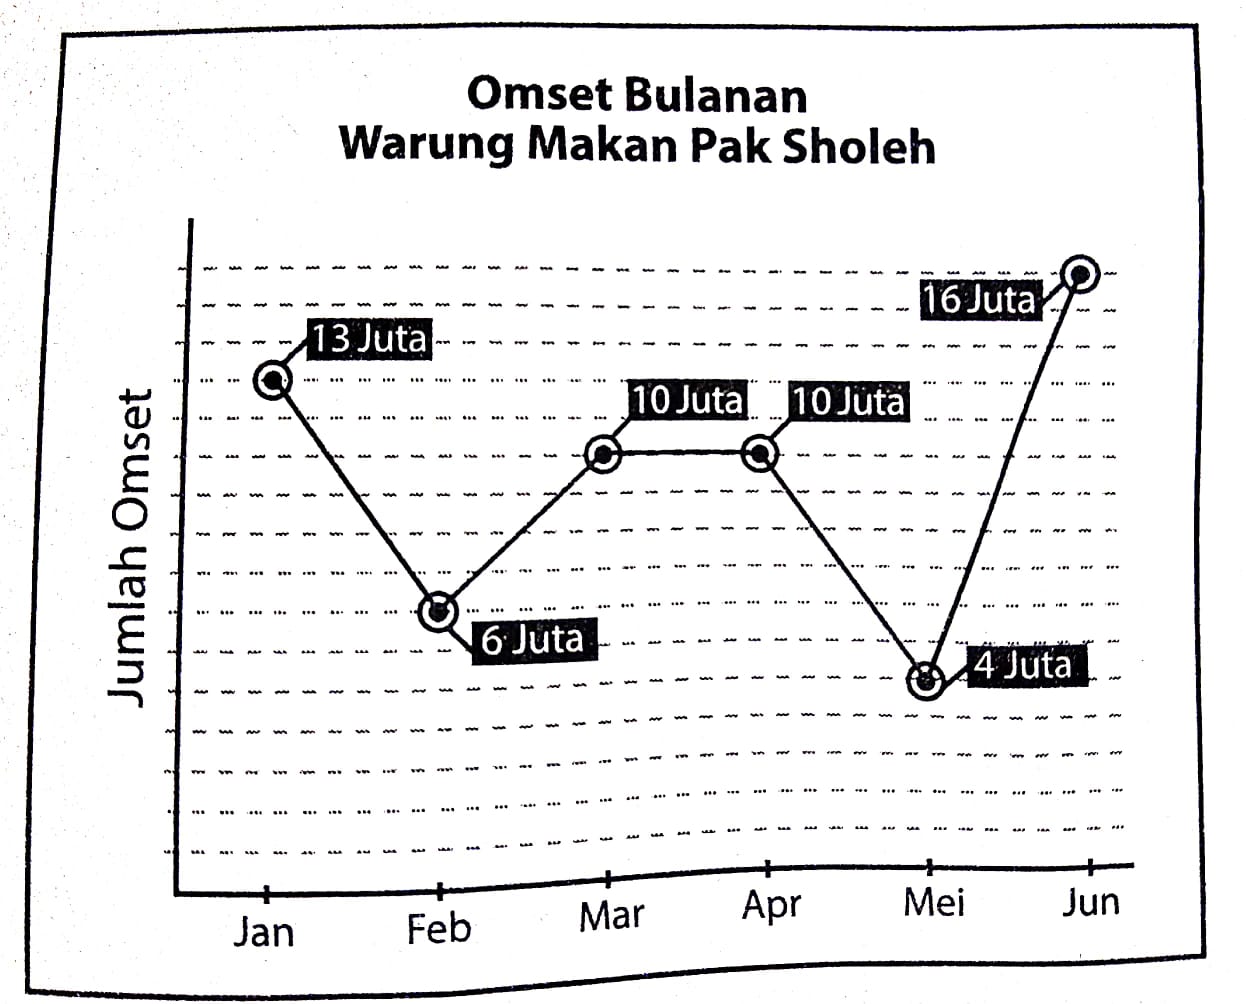 Omset Bulanan
Warung Makan Pak Sholeh
Jumlah Omset
13 Juta
6 Juta
10 Juta
10 Juta
4 Juta
16 Juta
Jan
Feb
Mar
Apr
Mei
Jun